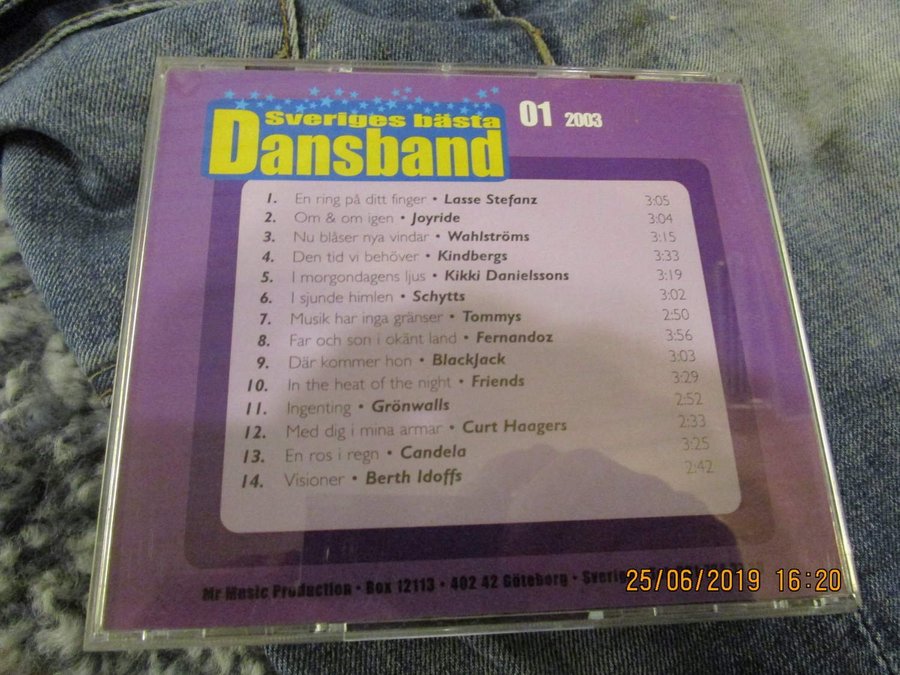 Sveriges bästa
Dansband
01 2003
1. En ring på ditt finger • Lasse Stefanz 3:05
2. Om & om igen • Joyride 3:04
3. Nu blåser nya vindar • Wahlströms 3:15
4. Den tid vi behöver • Kindbergs 3:33
5. I morgondagens ljus • Kikki Danielssons 3:19
6. I sjunde himlen • Schytts 3:02
7. Musik har inga gränser • Tommys 2:50
8. Far och son i okänt land • Fernandoz 3:56
9. Där kommer hon • BlackJack 3:03
10. In the heat of the night • Friends 3:29
11. Ingenting • Grönwalls 2:52
12. Med dig i mina armar • Curt Haagers 2:33
13. En ros i regn • Candela 3:25
14. Visioner • Berth Idoffs 2:42
Mr Music Production • Box 12113 • 402 42 Göteborg •
25/06/2019 16:20